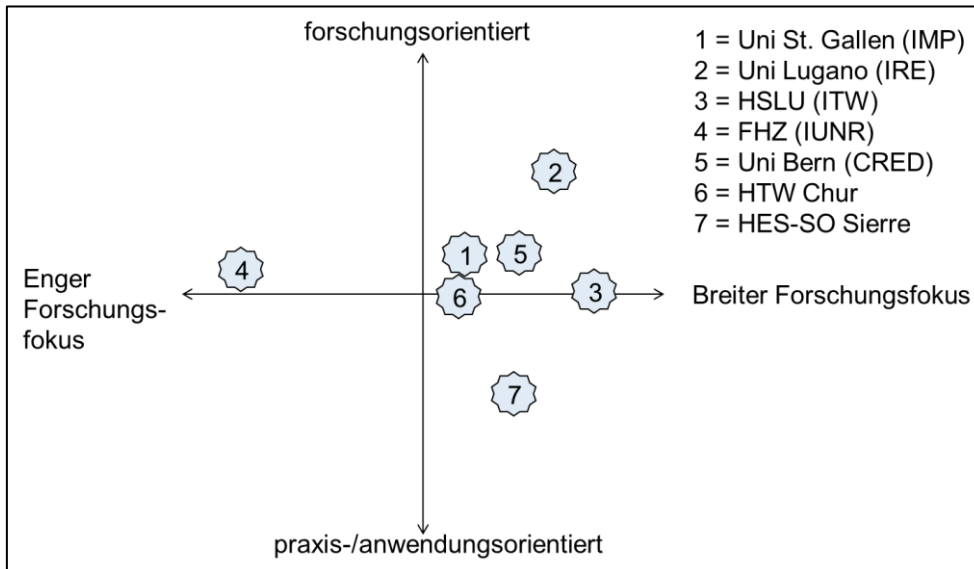 forschungsorientiert
1 = Uni St. Gallen (IMP)
2 = Uni Lugano (IRE)
3 = HSLU (ITW)
4 = FHZ (IUNR)
5 = Uni Bern (CRED)
6 = HTW Chur
7 = HES-SO Sierre
2
1
5
4
6
3
7
Enger
Forschungs-
fokus
Breiter Forschungsfokus
praxis-/anwendungsorientiert